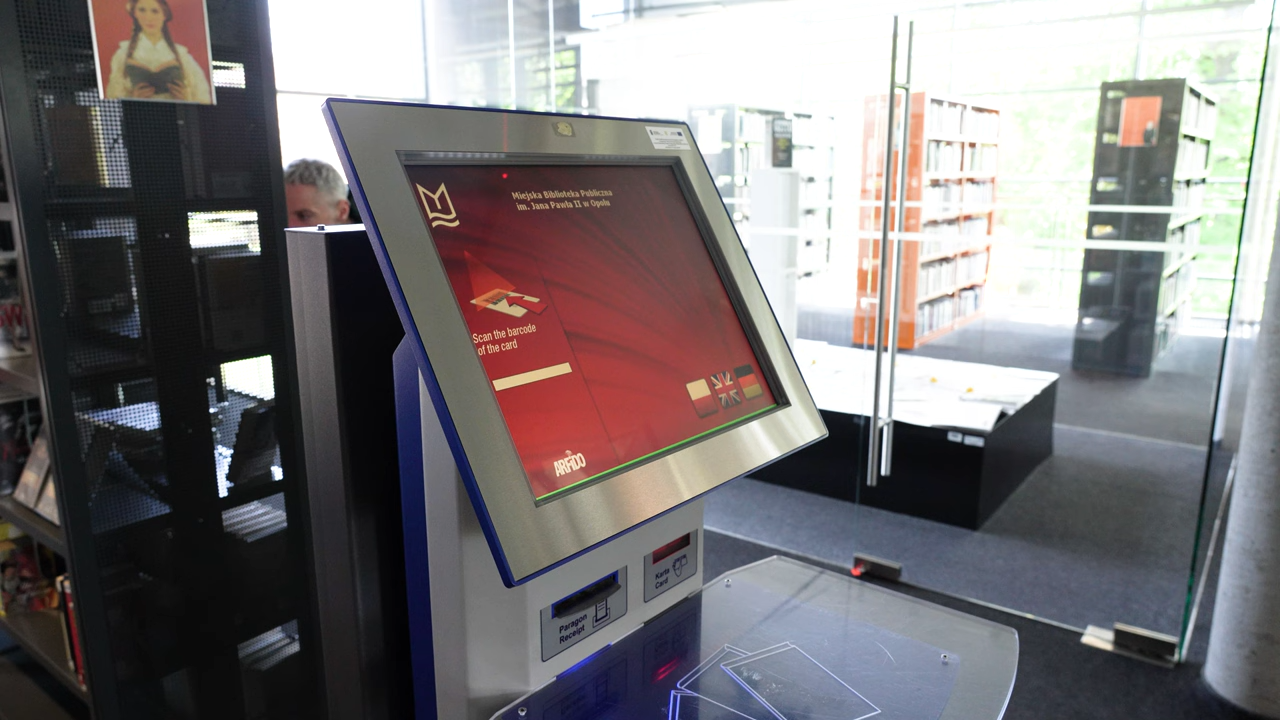 Miejska Biblioteka Publiczna
im. Jana Pawła II w Opolu
Scan the barcode
of the card
ARFIDO
Karta
Card
Paragon
Receipt